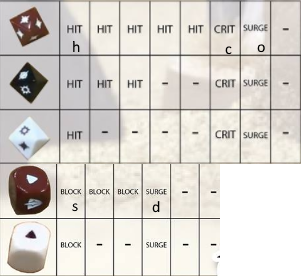 HIT HIT HIT HIT HIT CRIT SURGE -
h c o
HIT HIT HIT - - CRIT SURGE -
HIT - - - - CRIT SURGE -
BLOCK BLOCK BLOCK SURGE - -
s d
BLOCK - - SURGE - -